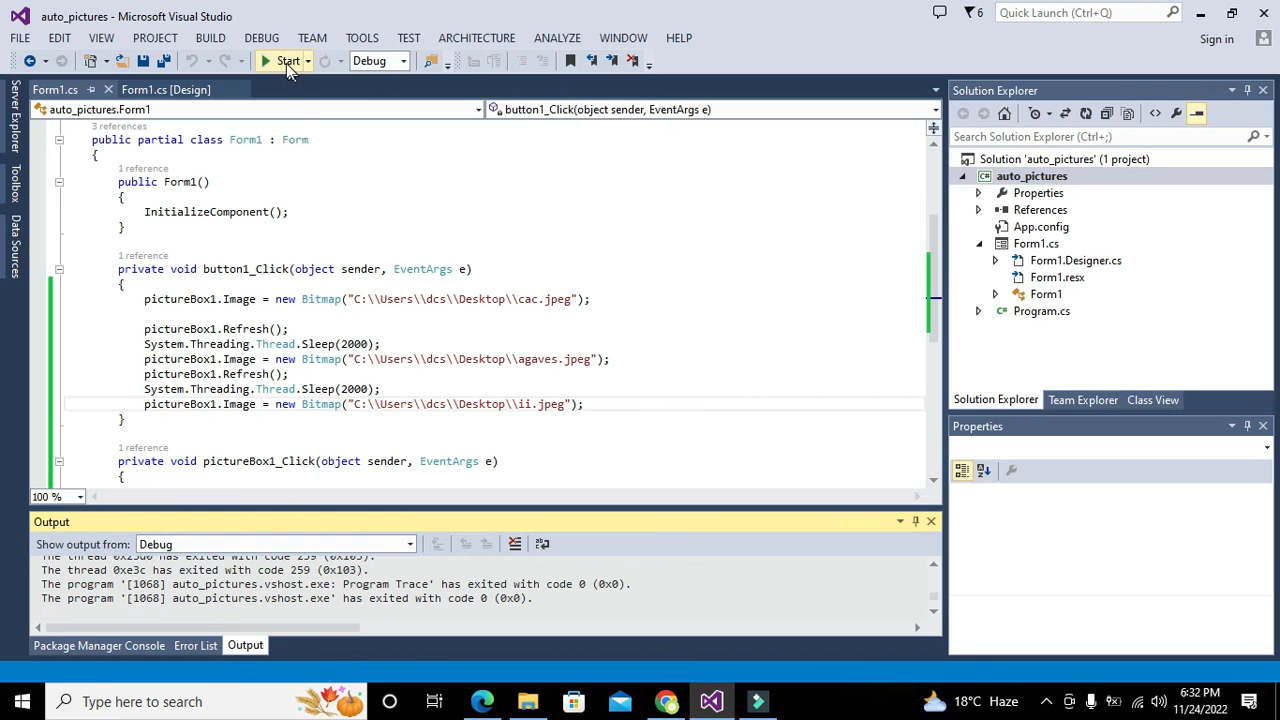 auto_pictures - Microsoft Visual Studio
6
Quick Launch (Ctrl+Q)
FILE EDIT VIEW PROJECT BUILD DEBUG TEAM TOOLS TEST ARCHITECTURE ANALYZE WINDOW HELP
Sign in
Start
Debug
Server Explorer
Toolbox
Data Sources
Form1.cs
Form1.cs [Design]
auto_pictures.Form1
button1_Click(object sender, EventArgs e)
3 references
public partial class Form1 : Form
{
1 reference
public Form1()
{
InitializeComponent();
}
1 reference
private void button1_Click(object sender, EventArgs e)
{
pictureBox1.Image = new Bitmap("C:\\Users\\dcs\\Desktop\\cac.jpeg");
pictureBox1.Refresh();
System.Threading.Thread.Sleep(2000);
pictureBox1.Image = new Bitmap("C:\\Users\\dcs\\Desktop\\agaves.jpeg");
pictureBox1.Refresh();
System.Threading.Thread.Sleep(2000);
pictureBox1.Image = new Bitmap("C:\\Users\\dcs\\Desktop\\ii.jpeg");
}
1 reference
private void pictureBox1_Click(object sender, EventArgs e)
{
100 %
Output
Show output from: Debug
The thread 0x23d0 has exited with code 259 (0x103).
The thread 0xe3c has exited with code 259 (0x103).
The program '[1068] auto_pictures.vshost.exe: Program Trace' has exited with code 0 (0x0).
The program '[1068] auto_pictures.vshost.exe' has exited with code 0 (0x0).
Package Manager Console Error List Output
Solution Explorer
Search Solution Explorer (Ctrl+;)
Solution 'auto_pictures' (1 project)
C# auto_pictures
Properties
References
App.config
Form1.cs
Form1.Designer.cs
Form1.resx
Form1
Program.cs
Solution Explorer Team Explorer Class View
Properties
Type here to search
18°C Haze
6:32 PM
11/24/2022